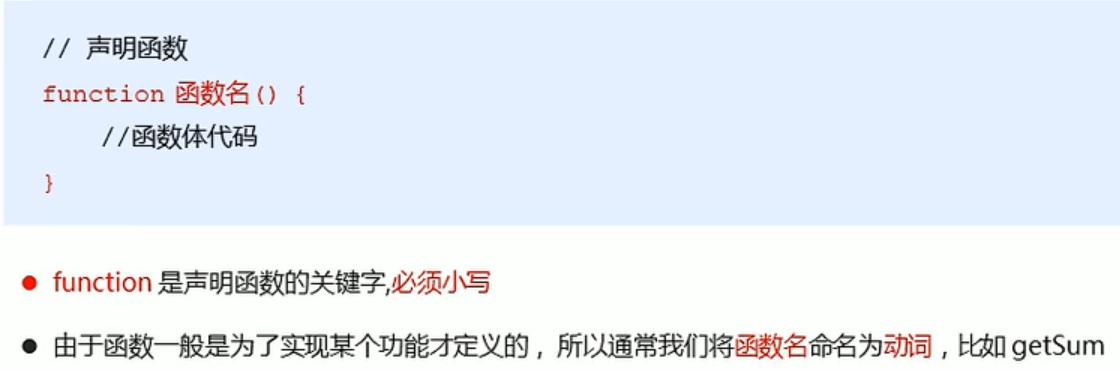 // 声明函数
function 函数名() {
//函数体代码
}
● function 是声明函数的关键字,必须小写
● 由于函数一般是为了实现某个功能才定义的， 所以通常我们将函数名命名为动词，比如 getSum